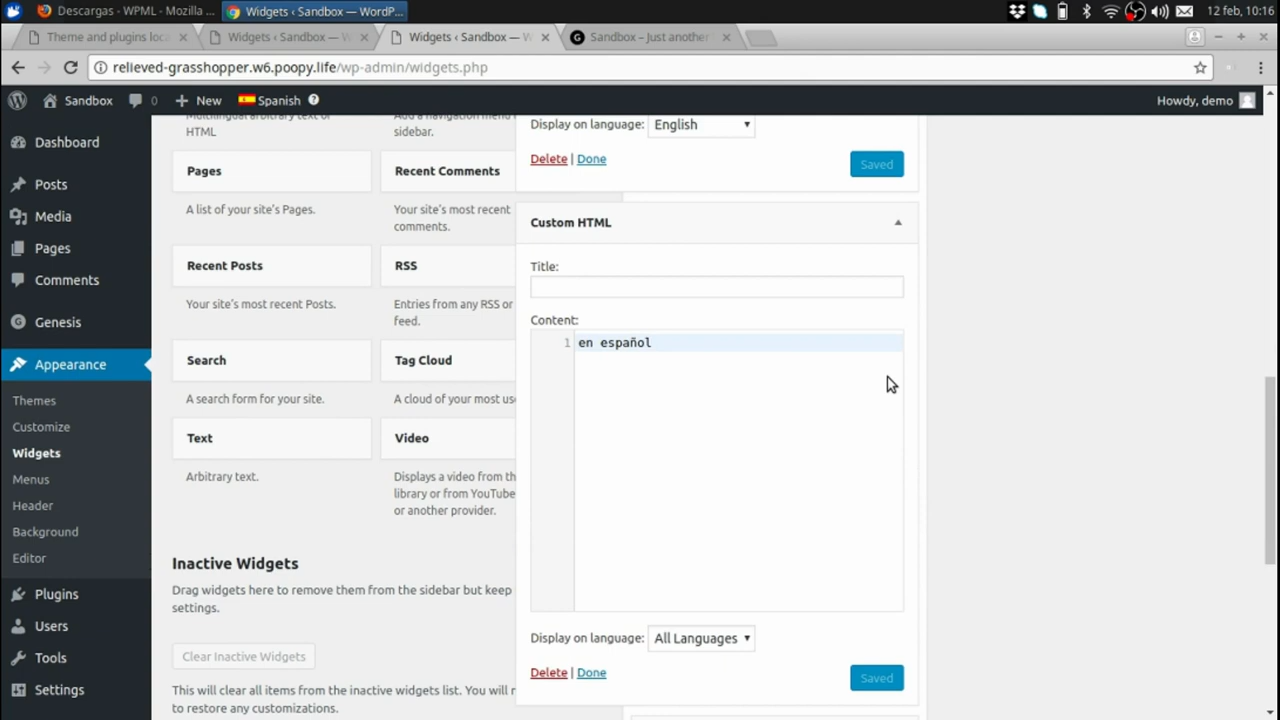 Descargas - WPML - Mozilla ...
Widgets ‹ Sandbox — WordP...
12 feb, 10:16
Theme and plugins loca
Widgets ‹ Sandbox — W
Widgets ‹ Sandbox — W
Sandbox – Just another
relieved-grasshopper.w6.poopy.life/wp-admin/widgets.php
Sandbox
0
New
Spanish
Howdy, demo
Dashboard
Posts
Media
Pages
Comments
Genesis
Appearance
Themes
Customize
Widgets
Menus
Header
Background
Editor
Plugins
Users
Tools
Settings
Multilingual arbitrary text or
HTML
Add a navigation menu
sidebar.
Pages
A list of your site's Pages.
Recent Comments
Your site's most recent
comments.
Recent Posts
Your site's most recent Posts.
RSS
Entries from any RSS or
feed.
Search
A search form for your site.
Tag Cloud
A cloud of your most us
Text
Arbitrary text.
Video
Displays a video from th
library or from YouTube
or another provider.
Inactive Widgets
Drag widgets here to remove them from the sidebar but keep
settings.
Clear Inactive Widgets
This will clear all items from the inactive widgets list. You will n
to restore any customizations.
Display on language: English
Delete | Done
Saved
Custom HTML
Title:
Content:
1 en español
Display on language: All Languages
Delete | Done
Saved